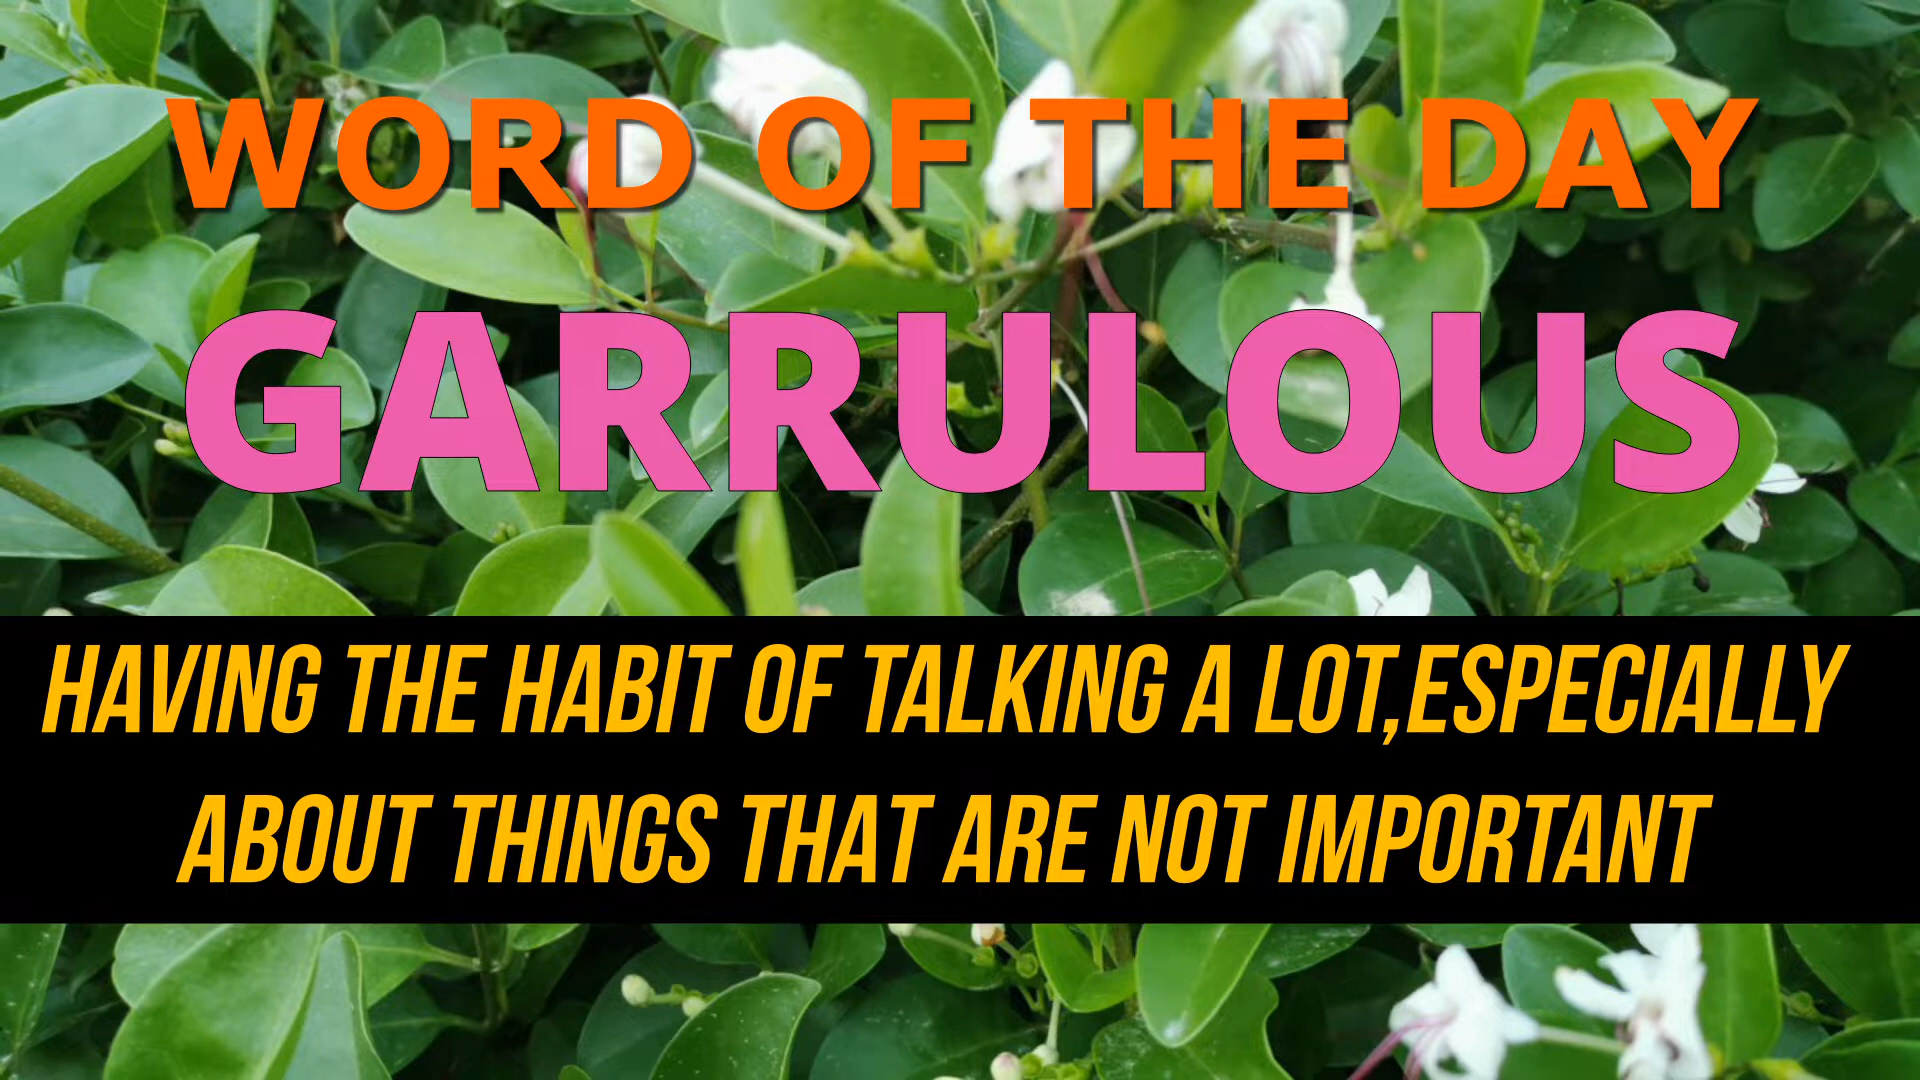 WORD OF THE DAY
GARRULOUS
HAVING THE HABIT OF TALKING A LOT,ESPECIALLY
ABOUT THINGS THAT ARE NOT IMPORTANT